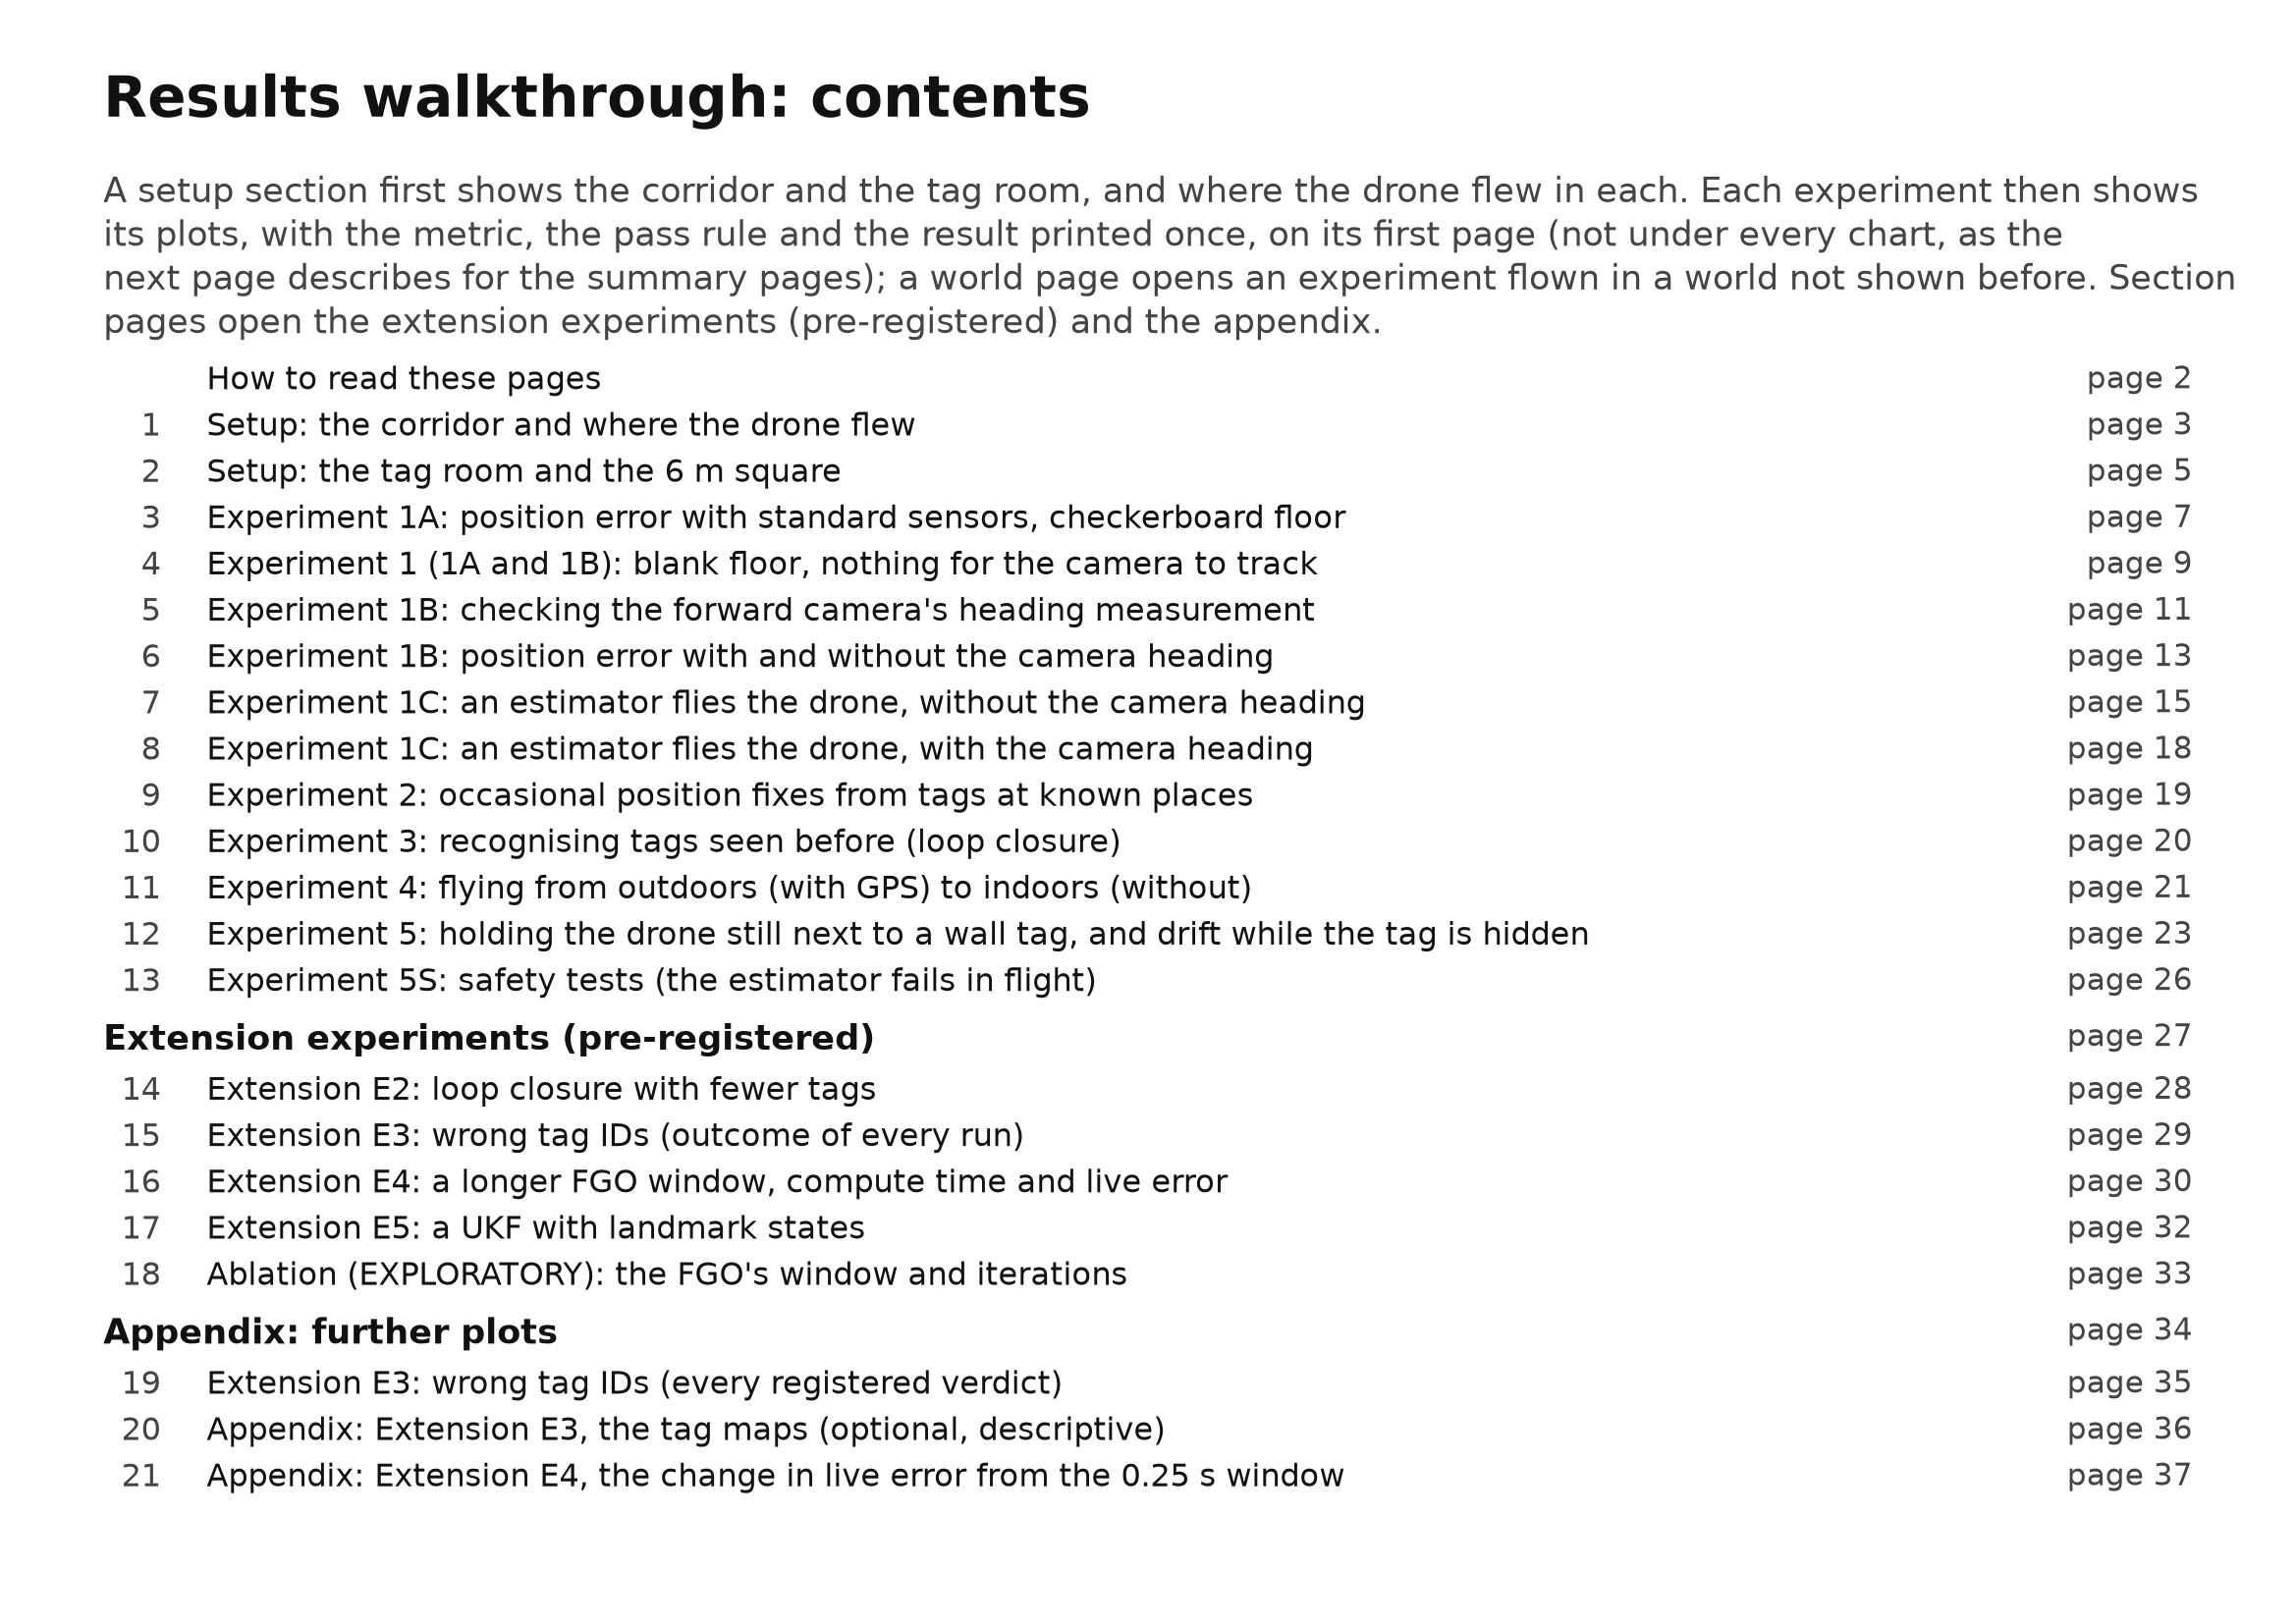 Results walkthrough: contents
A setup section first shows the corridor and the tag room, and where the drone flew in each. Each experiment then shows
its plots, with the metric, the pass rule and the result printed once, on its first page (not under every chart, as the
next page describes for the summary pages); a world page opens an experiment flown in a world not shown before. Section
pages open the extension experiments (pre-registered) and the appendix.
How to read these pages page 2
1 Setup: the corridor and where the drone flew page 3
2 Setup: the tag room and the 6 m square page 5
3 Experiment 1A: position error with standard sensors, checkerboard floor page 7
4 Experiment 1 (1A and 1B): blank floor, nothing for the camera to track page 9
5 Experiment 1B: checking the forward camera's heading measurement page 11
6 Experiment 1B: position error with and without the camera heading page 13
7 Experiment 1C: an estimator flies the drone, without the camera heading page 15
8 Experiment 1C: an estimator flies the drone, with the camera heading page 18
9 Experiment 2: occasional position fixes from tags at known places page 19
10 Experiment 3: recognising tags seen before (loop closure) page 20
11 Experiment 4: flying from outdoors (with GPS) to indoors (without) page 21
12 Experiment 5: holding the drone still next to a wall tag, and drift while the tag is hidden page 23
13 Experiment 5S: safety tests (the estimator fails in flight) page 26
Extension experiments (pre-registered) page 27
14 Extension E2: loop closure with fewer tags page 28
15 Extension E3: wrong tag IDs (outcome of every run) page 29
16 Extension E4: a longer FGO window, compute time and live error page 30
17 Extension E5: a UKF with landmark states page 32
18 Ablation (EXPLORATORY): the FGO's window and iterations page 33
Appendix: further plots page 34
19 Extension E3: wrong tag IDs (every registered verdict) page 35
20 Appendix: Extension E3, the tag maps (optional, descriptive) page 36
21 Appendix: Extension E4, the change in live error from the 0.25 s window page 37